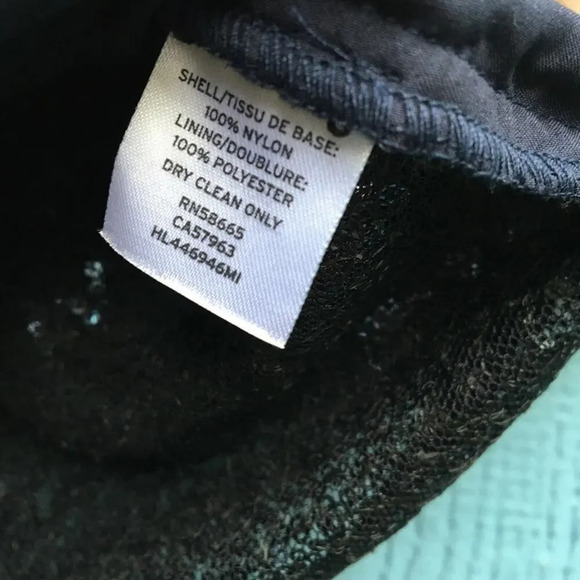 SHELL/TISSU DE BASE:
100% NYLON
LINING/DOUBLURE:
100% POLYESTER
DRY CLEAN ONLY
RN58665
CA57963
HL446946MI